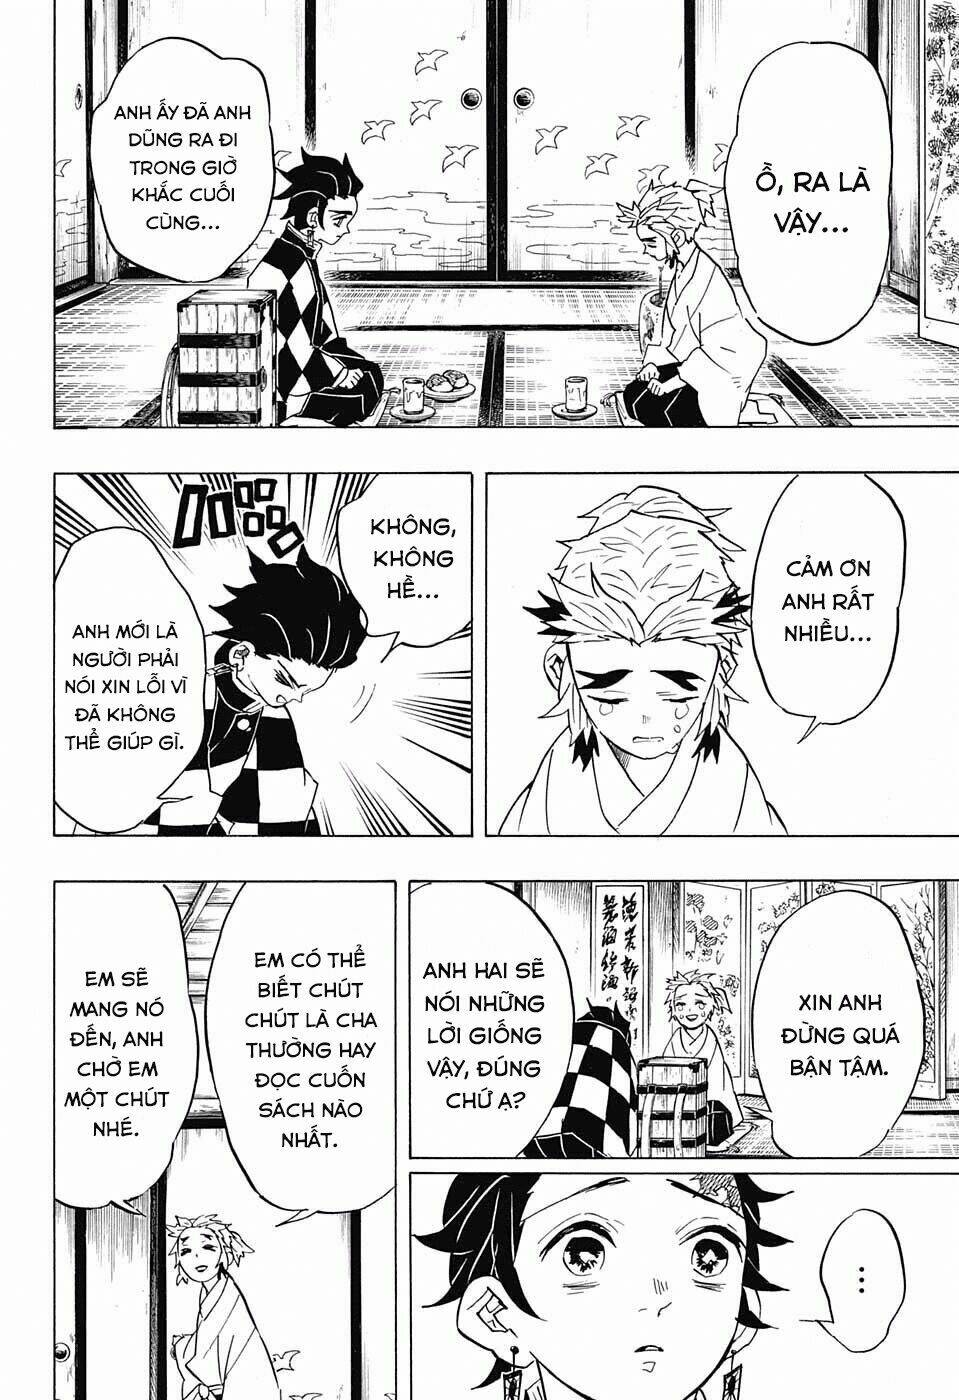 Ồ, RA LÀ
VẬY...
ANH ẤY ĐÃ ANH
DŨNG RA ĐI
TRONG GIỜ
KHẮC CUỐI
CÙNG...
CẢM ƠN
ANH RẤT
NHIỀU...
KHÔNG,
KHÔNG
HỀ...
ANH MỚI LÀ
NGƯỜI PHẢI
NÓI XIN LỖI VÌ
ĐÃ KHÔNG
THỂ GIÚP GÌ.
XIN ANH
ĐỪNG QUÁ
BẬN TÂM.
ANH HAI SẼ
NÓI NHỮNG
LỜI GIỐNG
VẬY, ĐÚNG
CHỨ Ạ?
...
EM CÓ THỂ
BIẾT CHÚT
CHÚT LÀ CHA
THƯỜNG HAY
ĐỌC CUỐN
SÁCH NÀO
NHẤT.
EM SẼ
MANG NÓ
ĐẾN, ANH
CHỜ EM
MỘT CHÚT
NHÉ.